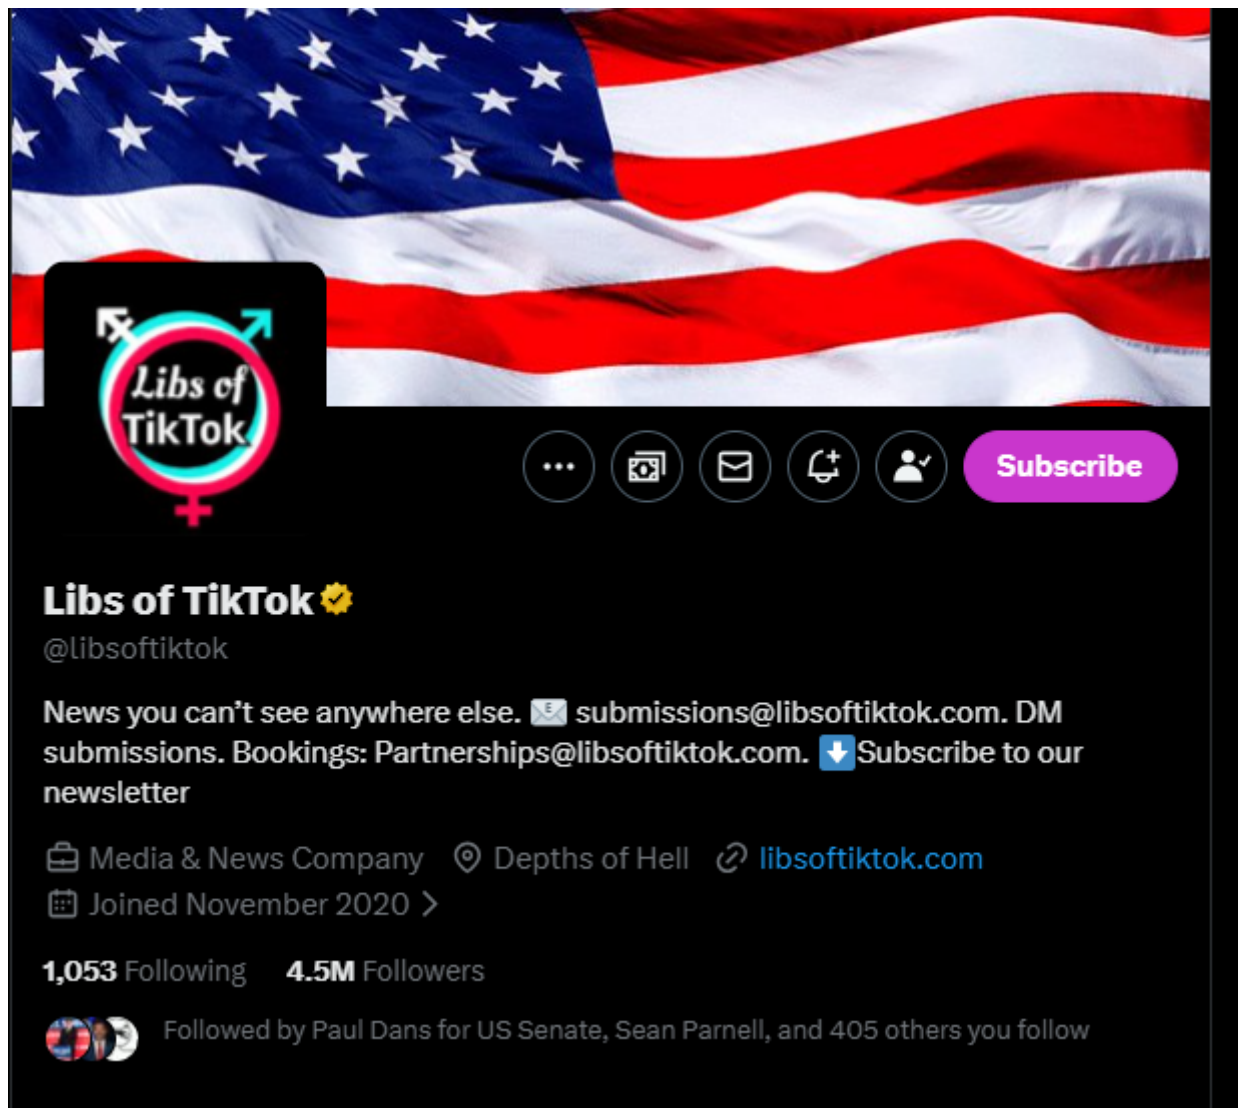 Libs of
TikTok
Subscribe
Libs of TikTok
@libsoftiktok
News you can’t see anywhere else. 📧 submissions@libsoftiktok.com. DM
submissions. Bookings: Partnerships@libsoftiktok.com. ⬇️Subscribe to our
newsletter
Media & News Company Depths of Hell libsoftiktok.com
Joined November 2020
1,053 Following 4.5M Followers
Followed by Paul Dans for US Senate, Sean Parnell, and 405 others you follow